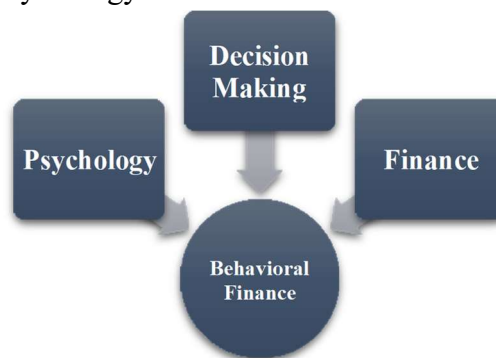 Decision
Making
Psychology
Finance
Behavioral
Finance